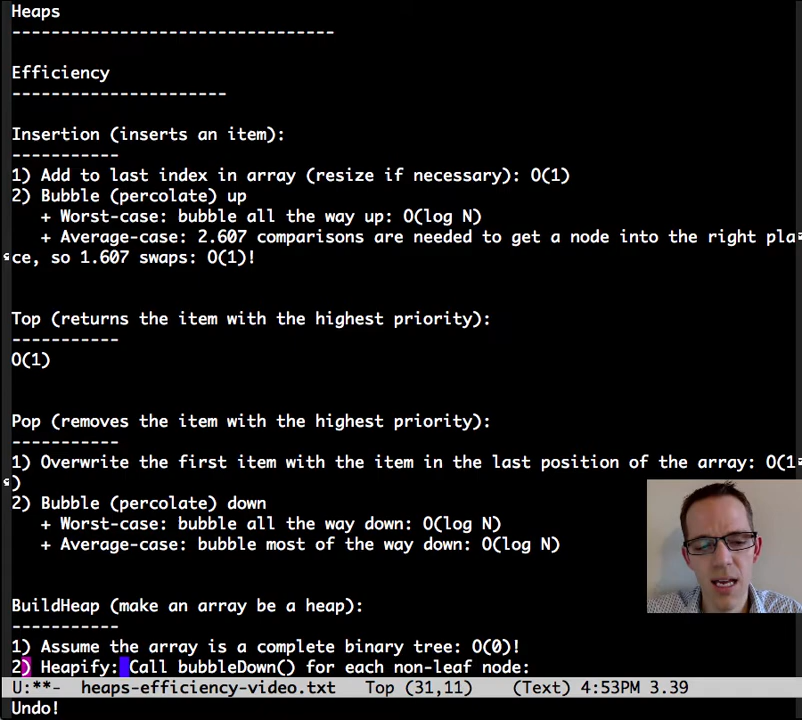 Heaps
---------------------------------
Efficiency
----------------------
Insertion (inserts an item):
-----------
1) Add to last index in array (resize if necessary): O(1)
2) Bubble (percolate) up
+ Worst-case: bubble all the way up: O(log N)
+ Average-case: 2.607 comparisons are needed to get a node into the right pla
ce, so 1.607 swaps: O(1)!
Top (returns the item with the highest priority):
-----------
O(1)
Pop (removes the item with the highest priority):
-----------
1) Overwrite the first item with the item in the last position of the array: O(1
)
2) Bubble (percolate) down
+ Worst-case: bubble all the way down: O(log N)
+ Average-case: bubble most of the way down: O(log N)
BuildHeap (make an array be a heap):
-----------
1) Assume the array is a complete binary tree: O(0)!
2) Heapify: Call bubbleDown() for each non-leaf node:
U:**-  heaps-efficiency-video.txt   Top (31,11)    (Text) 4:53PM 3.39
Undo!